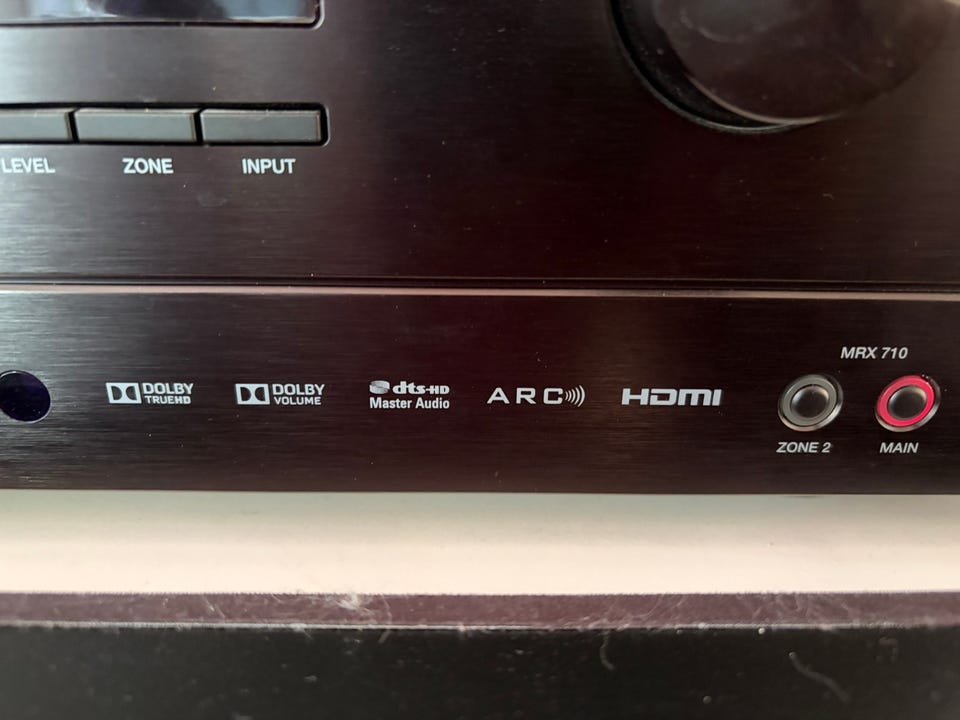 LEVEL ZONE INPUT
MRX 710
DOLBY TRUEHD
DOLBY VOLUME
dts-HD Master Audio
ARC
HDMI
ZONE 2 MAIN